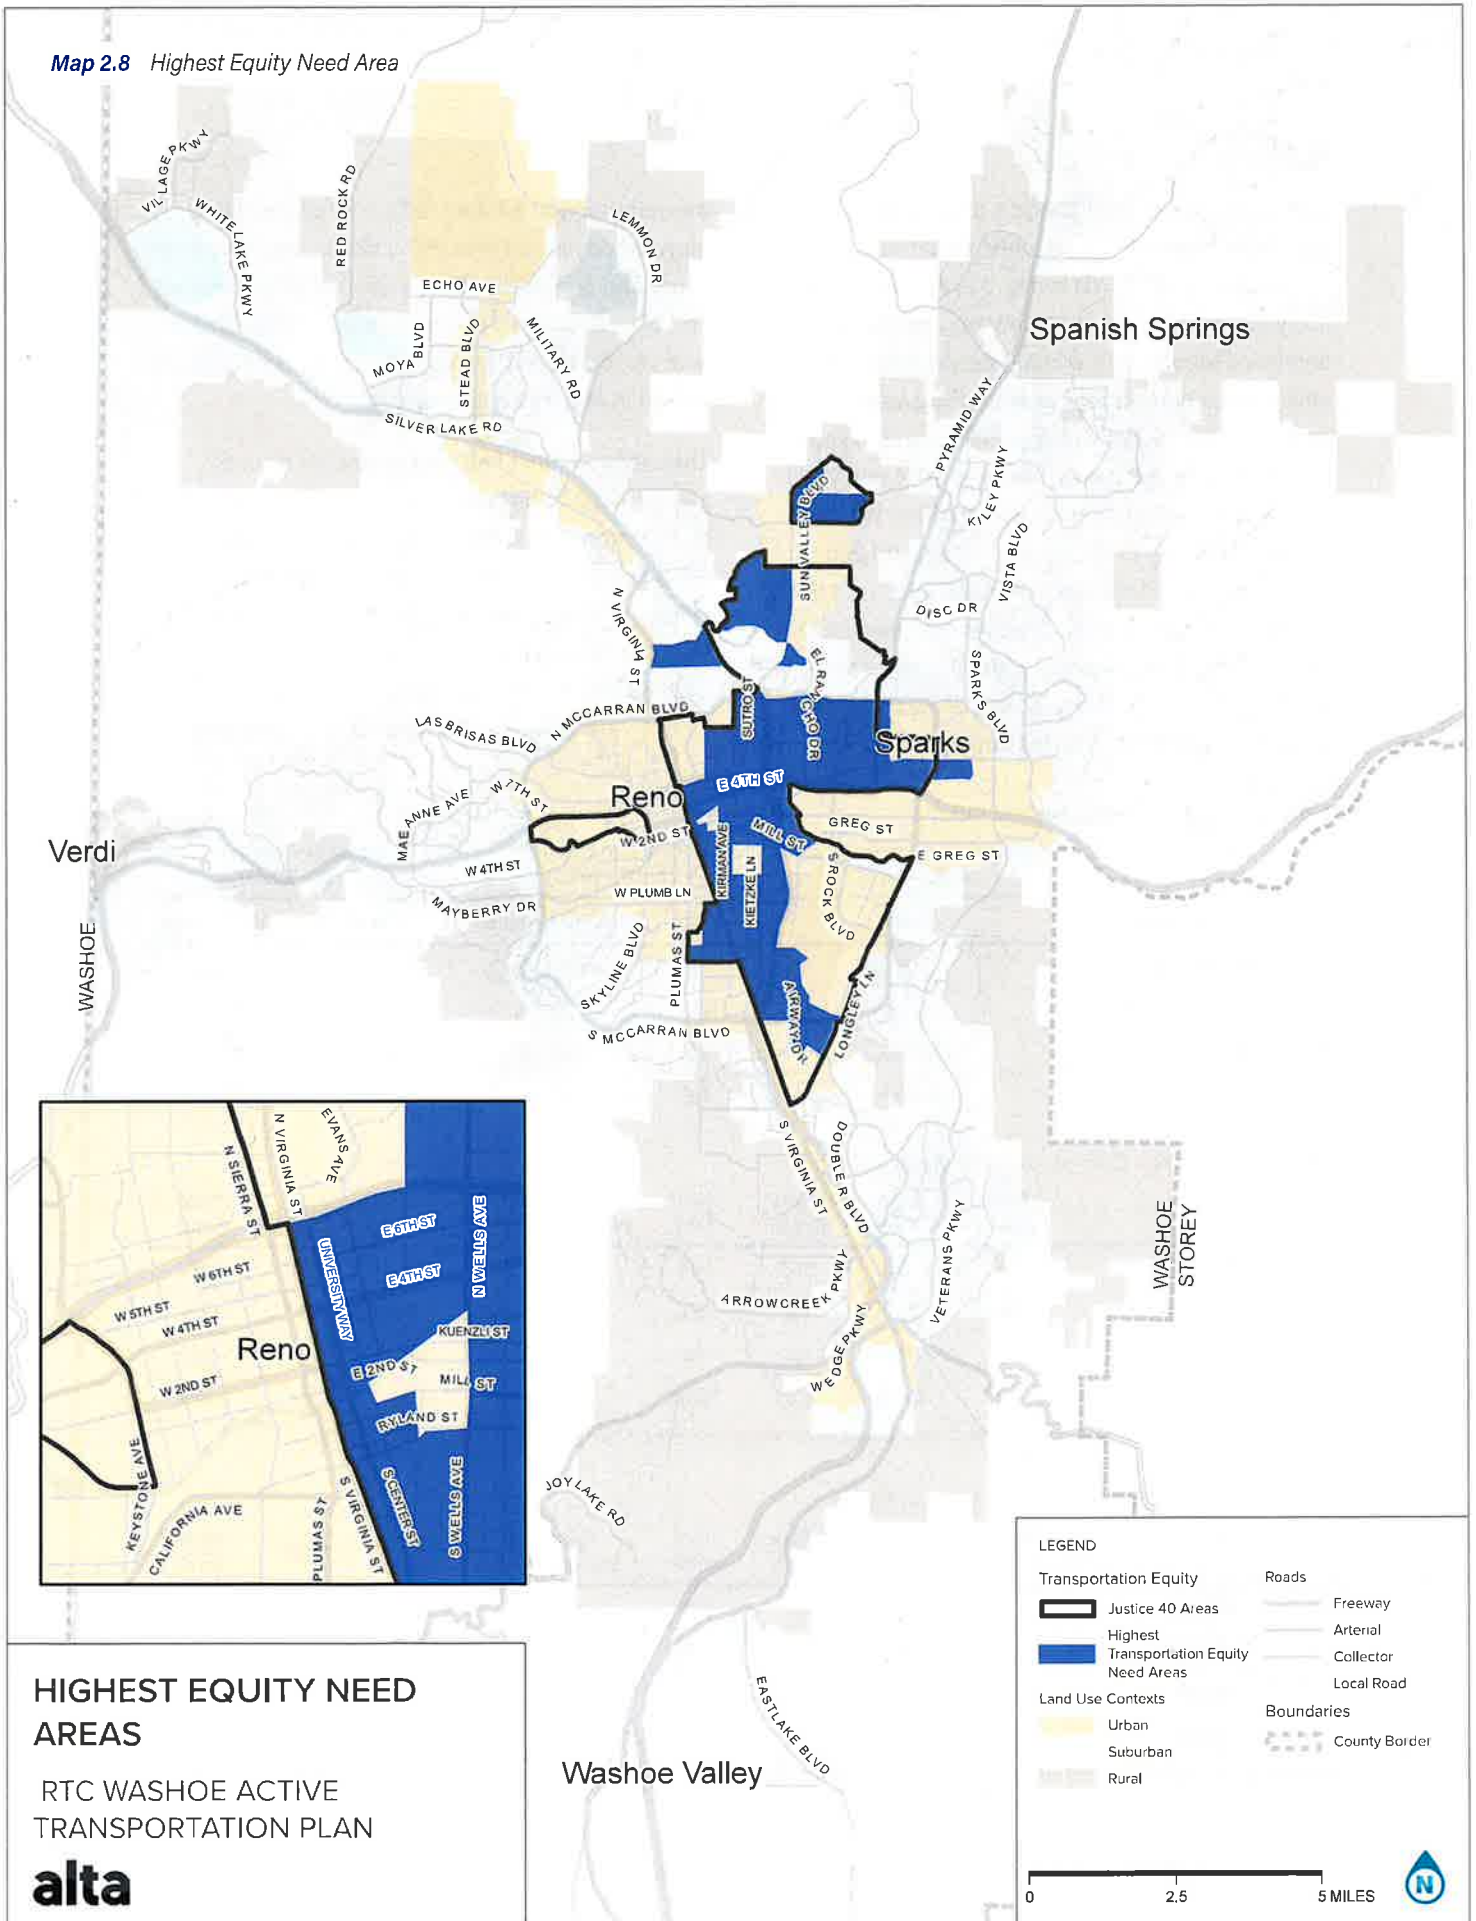 Map 2.8 Highest Equity Need Area
VILLAGE PKWY
WHITE LAKE PKWY
RED ROCK RD
LEMMON DR
ECHO AVE
MOYA BLVD
STEAD BLVD
MILITARY RD
SILVER LAKE RD
Spanish Springs
PYRAMID WAY
KILEY PKWY
VISTA BLVD
SUN VALLEY BLVD
DISC DR
N VIRGINIA ST
EL RANCHO DR
SPARKS BLVD
SUTRO ST
N MCCARRAN BLVD
LAS BRISAS BLVD
Sparks
W 7TH ST
MAE ANNE AVE
E 4TH ST
Reno
MILL ST
GREG ST
W 2ND ST
KIRMAN AVE
Verdi
E GREG ST
W 4TH ST
KIETZKE LN
S ROCK BLVD
W PLUMB LN
MAYBERRY DR
WASHOE
SKYLINE BLVD
PLUMAS ST
AIRWAY DR
LONGLEY LN
S MCCARRAN BLVD
S VIRGINIA ST
DOUBLE R BLVD
VETERANS PKWY
WASHOE
STOREY
ARROWCREEK PKWY
WEDGE PKWY
JOY LAKE RD
EASTLAKE BLVD
Washoe Valley
N SIERRA ST
N VIRGINIA ST
EVANS AVE
E 6TH ST
N WELLS AVE
UNIVERSITY WAY
W 6TH ST
E 4TH ST
W 5TH ST
W 4TH ST
KUENZLI ST
Reno
E 2ND ST
W 2ND ST
MILL ST
RYLAND ST
KEYSTONE AVE
CALIFORNIA AVE
PLUMAS ST
S VIRGINIA ST
S CENTER ST
S WELLS AVE
HIGHEST EQUITY NEED
AREAS
RTC WASHOE ACTIVE
TRANSPORTATION PLAN
alta
LEGEND
Transportation Equity
Justice 40 Areas
Highest
Transportation Equity
Need Areas
Land Use Contexts
Urban
Suburban
Rural
Roads
Freeway
Arterial
Collector
Local Road
Boundaries
County Border
0 2.5 5 MILES
N